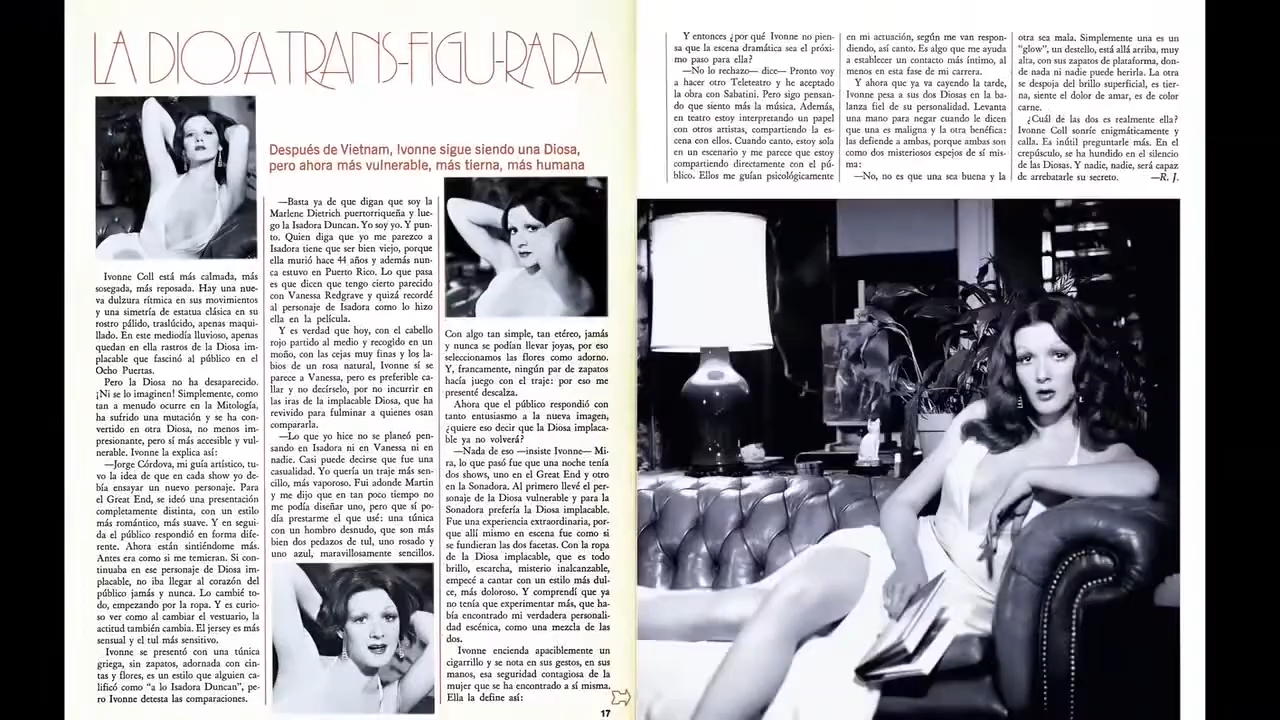 LA DIOSA TRANS-FIGU-RADA
Después de Vietnam, Ivonne sigue siendo una Diosa,
pero ahora más vulnerable, más tierna, más humana
Ivonne Coll está más calmada, más
sosegada, más reposada. Hay una nue-
va dulzura rítmica en sus movimientos
y una simetría de estatua clásica en su
rostro pálido, traslúcido, apenas maqui-
llado. En este mediodía lluvioso, apenas
quedan en ella rastros de la Diosa im-
placable que fascinó al público en el
Ocho Puertas.
Pero la Diosa no ha desaparecido.
¡Ni se lo imaginen! Simplemente, como
tan a menudo ocurre en la Mitología,
ha sufrido una mutación y se ha con-
vertido en otra Diosa, no menos im-
presionante, pero sí más accesible y vul-
nerable. Ivonne la explica así:
—Jorge Córdova, mi guía artístico, tu-
vo la idea de que en cada show yo de-
bía ensayar un nuevo personaje. Para
el Great End, se ideó una presentación
completamente distinta, con un estilo
más romántico, más suave. Y en segui-
da el público respondió en forma dife-
rente. Ahora están sintiéndome más.
Antes era como si me temieran. Si con-
tinuaba en ese personaje de Diosa im-
placable, no iba llegar al corazón del
público jamás y nunca. Lo cambié to-
do, empezando por la ropa. Y es curio-
so ver como al cambiar el vestuario, la
actitud también cambia. El jersey es más
sensual y el tul más sensitivo.
Ivonne se presentó con una túnica
griega, sin zapatos, adornada con cin-
tas y flores, es un estilo que alguien ca-
lificó como "a lo Isadora Duncan", pe-
ro Ivonne detesta las comparaciones.
—Basta ya de que digan que soy la
Marlene Dietrich puertorriqueña y lue-
go la Isadora Duncan. Yo soy yo. Y pun-
to. Quien diga que yo me parezco a
Isadora tiene que ser bien viejo, porque
ella murió hace 44 años y además nun-
ca estuvo en Puerto Rico. Lo que pasa
es que dicen que tengo cierto parecido
con Vanessa Redgrave y quizá recordé
al personaje de Isadora como lo hizo
ella en la película.
Y es verdad que hoy, con el cabello
rojo partido al medio y recogido en un
moño, con las cejas muy finas y los la-
bios de un rosa natural, Ivonne sí se
parece a Vanessa, pero es preferible ca-
llar y no decírselo, por no incurrir en
las iras de la implacable Diosa, que ha
revivido para fulminar a quienes osan
compararla.
—Lo que yo hice no se planeó pen-
sando en Isadora ni en Vanessa ni en
nadie. Casi puede decirse que fue una
casualidad. Yo quería un traje más sen-
cillo, más vaporoso. Fui adonde Martin
y me dijo que en tan poco tiempo no
me podía diseñar uno, pero que sí po-
día prestarme el que usé: una túnica
con un hombro desnudo, que son más
bien dos pedazos de tul, uno rosado y
uno azul, maravillosamente sencillos.
Con algo tan simple, tan etéreo, jamás
y nunca se podían llevar joyas, por eso
seleccionamos las flores como adorno.
Y, francamente, ningún par de zapatos
hacía juego con el traje: por eso me
presenté descalza.
Ahora que el público respondió con
tanto entusiasmo a la nueva imagen,
¿quiere eso decir que la Diosa implaca-
ble ya no volverá?
—Nada de eso —insiste Ivonne— Mi-
ra, lo que pasó fue que una noche tenía
dos shows, uno en el Great End y otro
en la Sonadora. Al primero llevé el per-
sonaje de la Diosa vulnerable y para la
Sonadora prefería la Diosa implacable.
Fue una experiencia extraordinaria, por-
que allí mismo en escena fue como si
se fundieran las dos facetas. Con la ropa
de la Diosa implacable, que es todo
brillo, escarcha, misterio inalcanzable,
empecé a cantar con un estilo más dul-
ce, más doloroso. Y comprendí que ya
no tenía que experimentar más, que ha-
bía encontrado mi verdadera personali-
dad escénica, como una mezcla de las
dos.
Ivonne encienda apaciblemente un
cigarrillo y se nota en sus gestos, en sus
manos, esa seguridad contagiosa de la
mujer que se ha encontrado a sí misma.
Ella la define así:
17
Y entonces ¿por qué Ivonne no pien-
sa que la escena dramática sea el próxi-
mo paso para ella?
—No lo rechazo— dice— Pronto voy
a hacer otro Teleteatro y he aceptado
la obra con Sabatini. Pero sigo pensan-
do que siento más la música. Además,
en teatro estoy interpretando un papel
con otros artistas, compartiendo la es-
cena con ellos. Cuando canto, estoy sola
en un escenario y me parece que estoy
compartiendo directamente con el pú-
blico. Ellos me guían psicológicamente
en mi actuación, según me van respon-
diendo, así canto. Es algo que me ayuda
a establecer un contacto más íntimo, al
menos en esta fase de mi carrera.
Y ahora que ya va cayendo la tarde,
Ivonne pesa a sus dos Diosas en la ba-
lanza fiel de su personalidad. Levanta
una mano para negar cuando le dicen
que una es maligna y la otra benéfica:
las defiende a ambas, porque ambas son
como dos misteriosos espejos de sí mis-
ma:
—No, no es que una sea buena y la
otra sea mala. Simplemente una es un
"glow", un destello, está allá arriba, muy
alta, con sus zapatos de plataforma, don-
de nada ni nadie puede herirla. La otra
se despoja del brillo superficial, es tier-
na, siente el dolor de amar, es de color
carne.
¿Cuál de las dos es realmente ella?
Ivonne Coll sonríe enigmáticamente y
calla. Es inútil preguntarle más. En el
crepúsculo, se ha hundido en el silencio
de las Diosas. Y nadie, nadie, será capaz
de arrebatarle su secreto. —R. J.